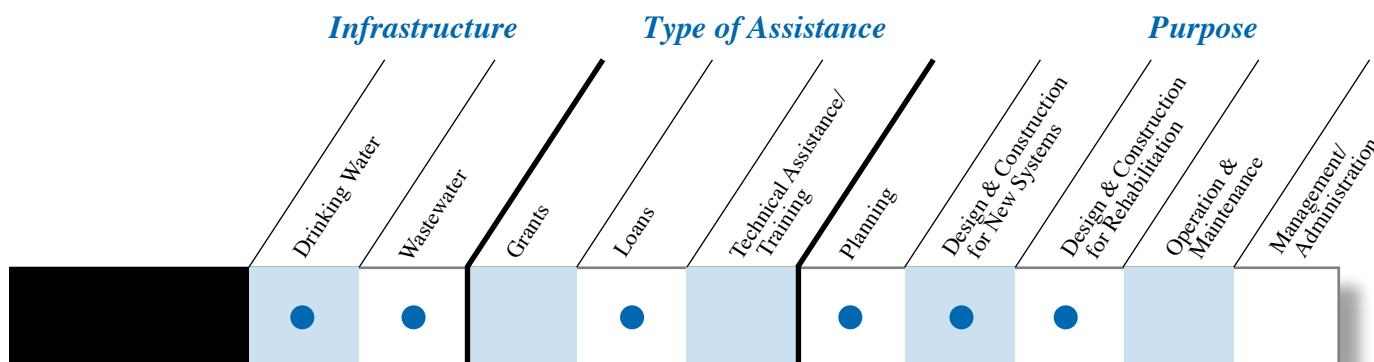 Infrastructure
Type of Assistance
Purpose
Drinking Water
Wastewater
Grants
Loans
Technical Assistance/
Training
Planning
Design & Construction
for New Systems
Design & Construction
for Rehabilitation
Operation &
Maintenance
Management/
Administration